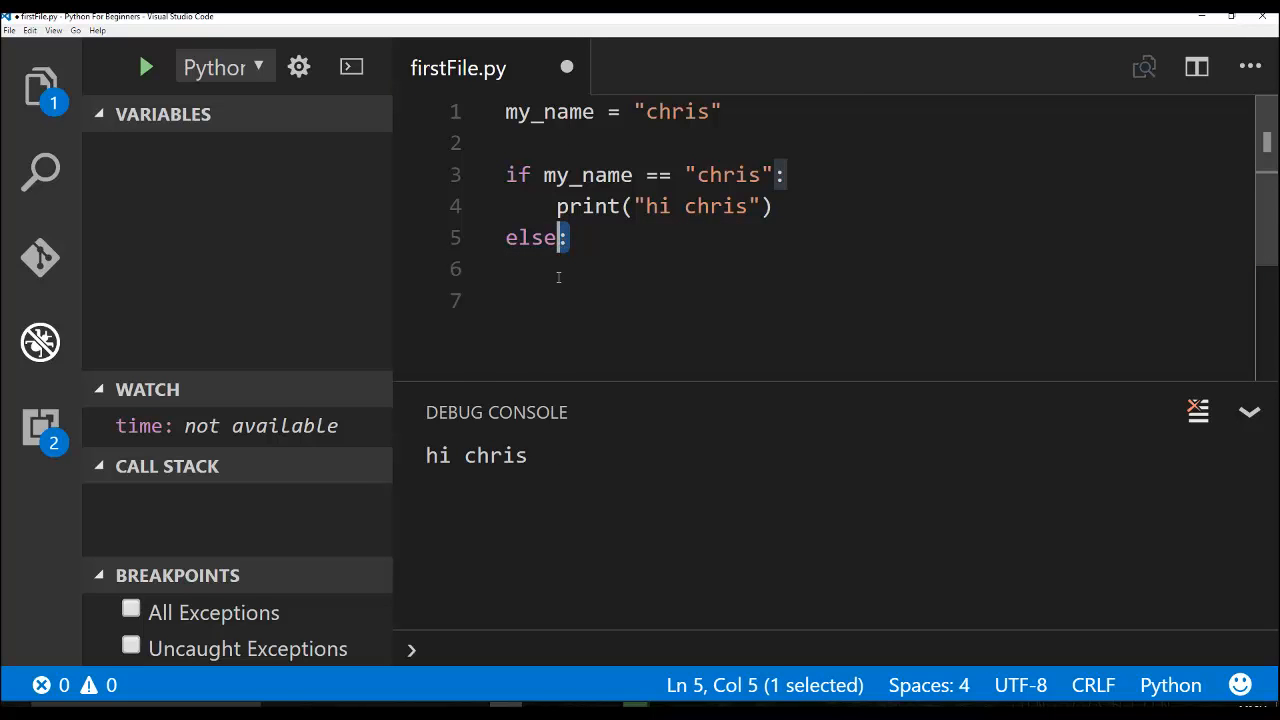 firstFile.py - Python For Beginners - Visual Studio Code
File Edit View Go Help
Python
firstFile.py
VARIABLES
1 my_name = "chris"
2
3 if my_name == "chris":
4 print("hi chris")
5 else:
6
7
1
2
WATCH
time: not available
CALL STACK
BREAKPOINTS
All Exceptions
Uncaught Exceptions
DEBUG CONSOLE
hi chris
0 0
Ln 5, Col 5 (1 selected) Spaces: 4 UTF-8 CRLF Python